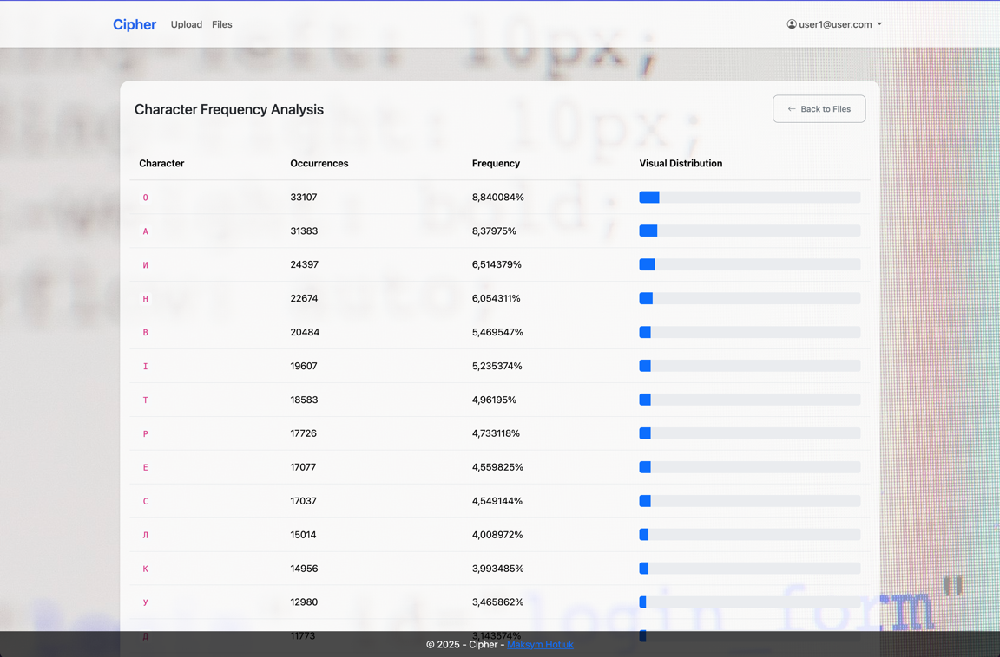 Cipher Upload Files user1@user.com
Character Frequency Analysis
← Back to Files
Character Occurrences Frequency Visual Distribution
О 33107 8,840084%
А 31383 8,37975%
И 24397 6,514379%
Н 22674 6,054311%
В 20484 5,469547%
І 19607 5,235374%
Т 18583 4,96195%
Р 17726 4,733118%
Е 17077 4,559825%
С 17037 4,549144%
Л 15014 4,008972%
К 14956 3,993485%
У 12980 3,465862%
Д 11773 3,143574%
© 2025 - Cipher - Maksym Hotiuk